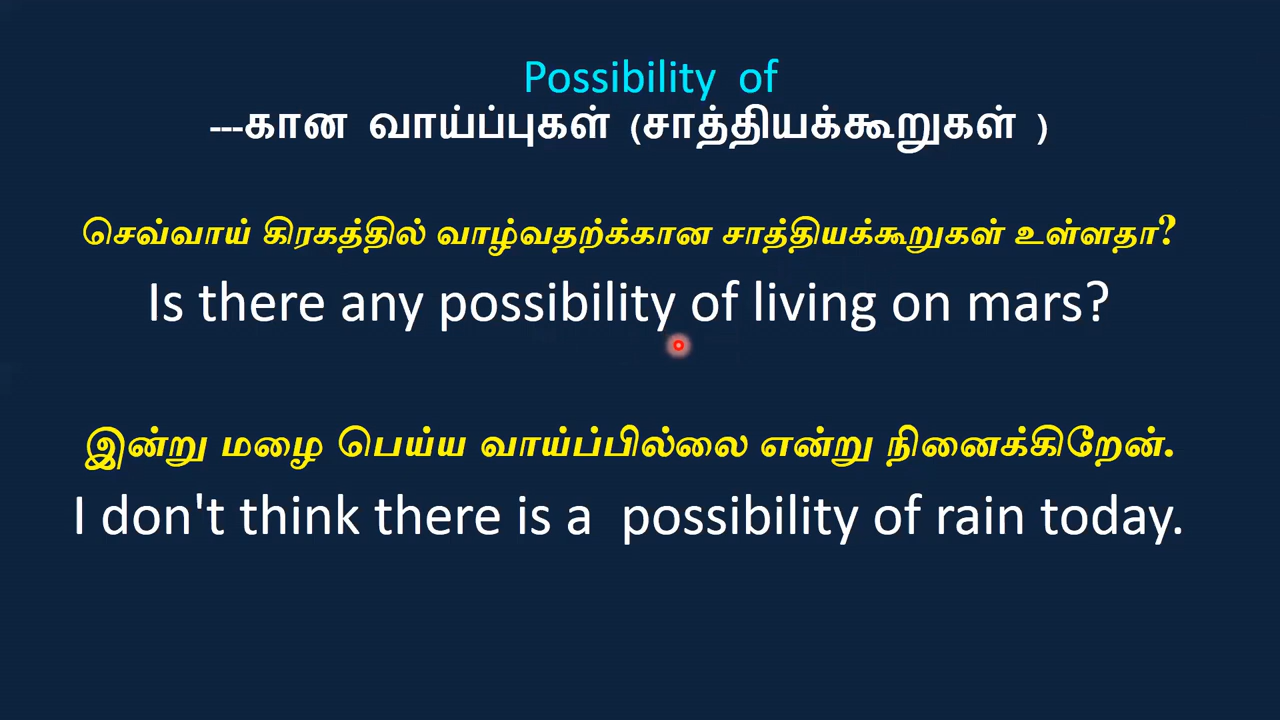 Possibility of
---கான வாய்ப்புகள் (சாத்தியக்கூறுகள் )
செவ்வாய் கிரகத்தில் வாழ்வதற்க்கான சாத்தியக்கூறுகள் உள்ளதா?
Is there any possibility of living on mars?
இன்று மழை பெய்ய வாய்ப்பில்லை என்று நினைக்கிறேன்.
I don't think there is a possibility of rain today.